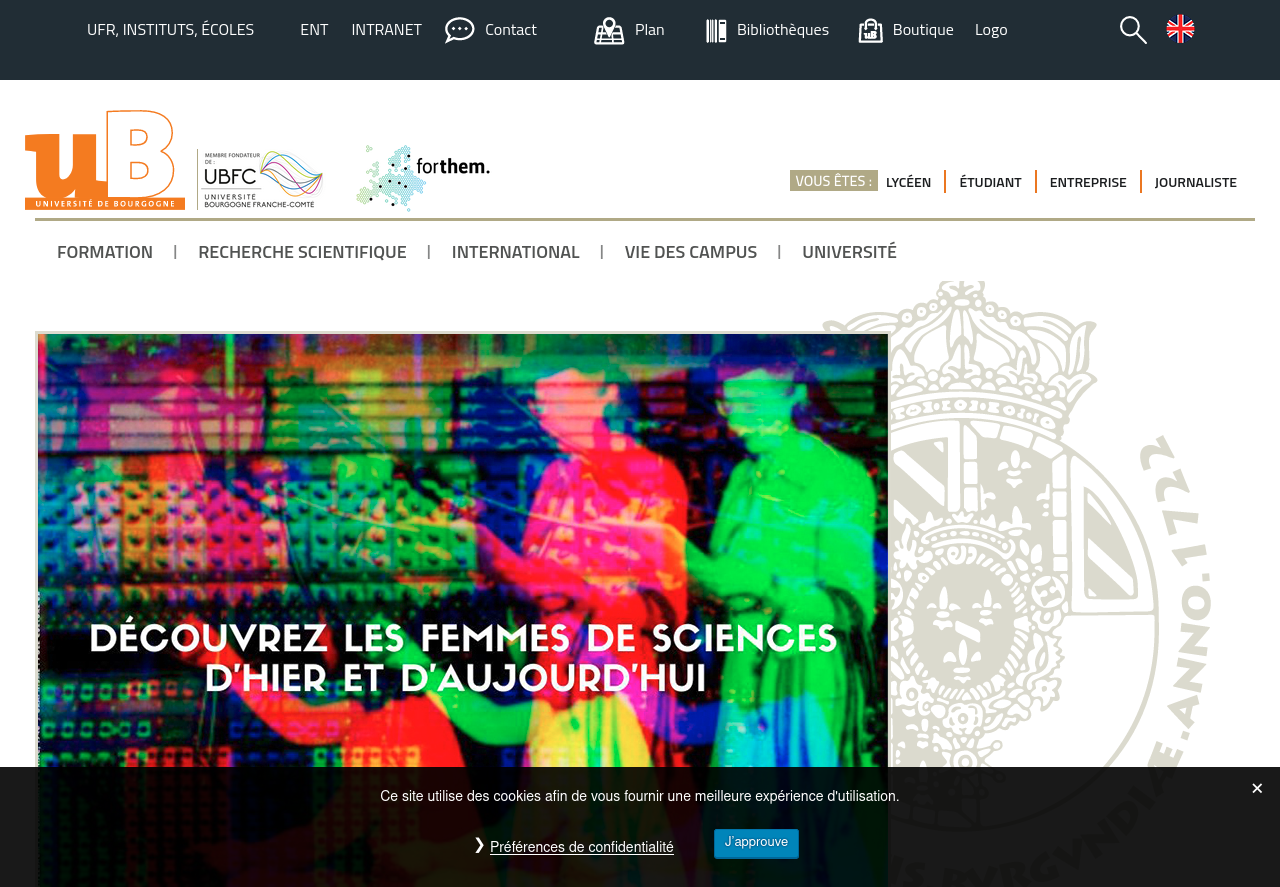 UFR, INSTITUTS, ÉCOLES ENT INTRANET Contact Plan Bibliothèques Boutique Logo
uB
UNIVERSITÉ DE BOURGOGNE
MEMBRE FONDATEUR
DE :
UBFC
UNIVERSITE
BOURGOGNE FRANCHE-COMTE
forthem.
VOUS ÊTES : LYCÉEN ÉTUDIANT ENTREPRISE JOURNALISTE
FORMATION | RECHERCHE SCIENTIFIQUE | INTERNATIONAL | VIE DES CAMPUS | UNIVERSITÉ
DÉCOUVREZ LES FEMMES DE SCIENCES
D'HIER ET D'AUJOURD'HUI
.ANNO.1722
Ce site utilise des cookies afin de vous fournir une meilleure expérience d'utilisation.
❯ Préférences de confidentialité J'approuve